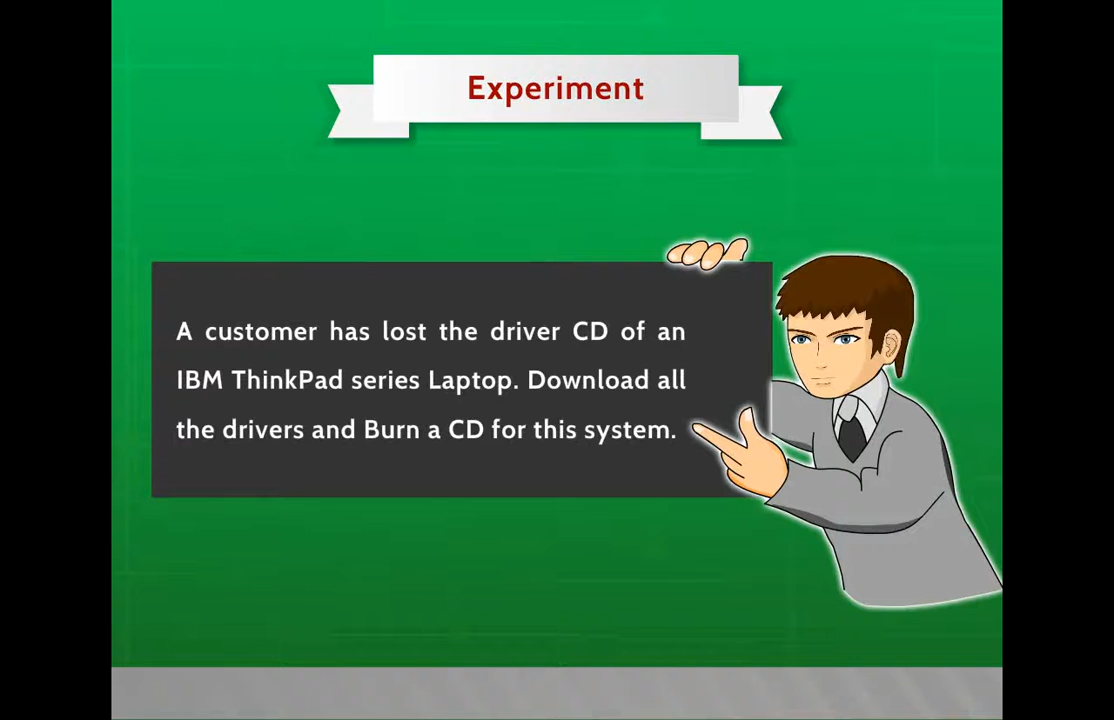 Experiment
A customer has lost the driver CD of an
IBM ThinkPad series Laptop. Download all
the drivers and Burn a CD for this system.